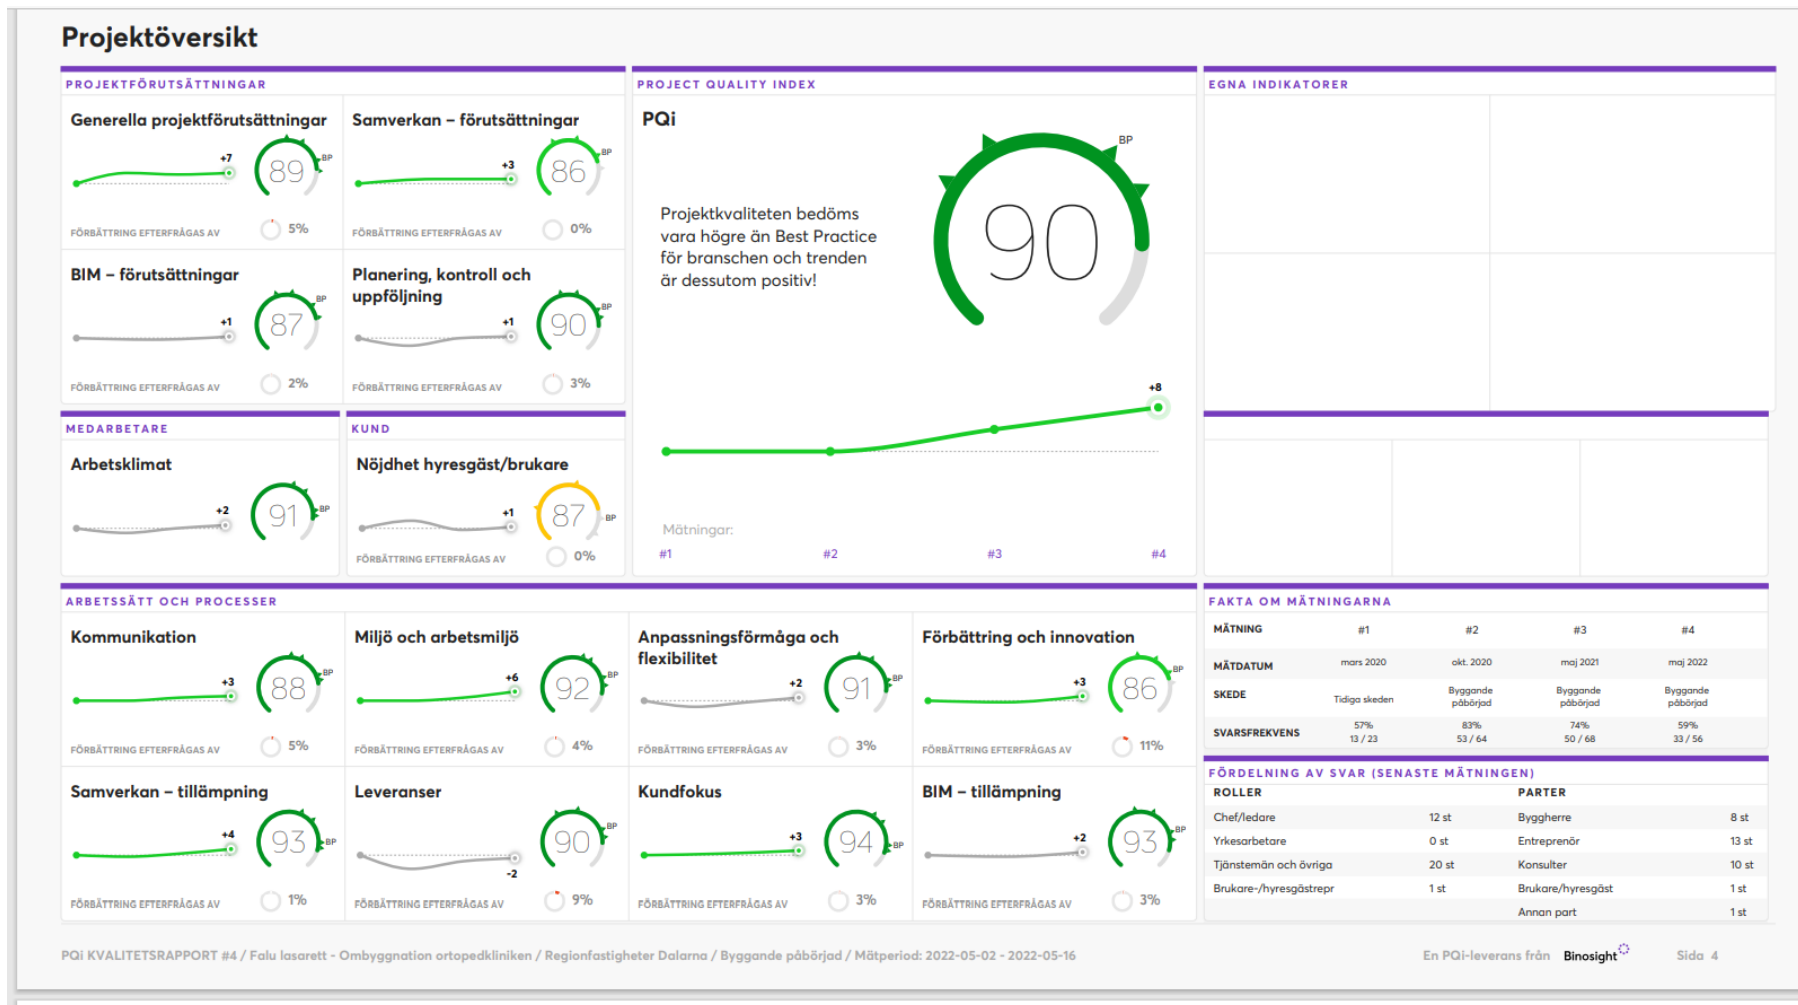 Projektöversikt
PROJEKTFÖRUTSÄTTNINGAR
Generella projektförutsättningar
+7
89
BP
FÖRBÄTTRING EFTERFRÅGAS AV
5%
Samverkan – förutsättningar
+3
86
BP
FÖRBÄTTRING EFTERFRÅGAS AV
0%
BIM – förutsättningar
+1
87
BP
FÖRBÄTTRING EFTERFRÅGAS AV
2%
Planering, kontroll och
uppföljning
+1
90
BP
FÖRBÄTTRING EFTERFRÅGAS AV
3%
MEDARBETARE
Arbetsklimat
+2
91
BP
KUND
Nöjdhet hyresgäst/brukare
+1
87
BP
FÖRBÄTTRING EFTERFRÅGAS AV
0%
PROJECT QUALITY INDEX
PQi
BP
90
Projektkvaliteten bedöms
vara högre än Best Practice
för branschen och trenden
är dessutom positiv!
+8
Mätningar:
#1 #2 #3 #4
EGNA INDIKATORER
ARBETSSÄTT OCH PROCESSER
Kommunikation
+3
88
BP
FÖRBÄTTRING EFTERFRÅGAS AV
5%
Miljö och arbetsmiljö
+6
92
BP
FÖRBÄTTRING EFTERFRÅGAS AV
4%
Anpassningsförmåga och
flexibilitet
+2
91
BP
FÖRBÄTTRING EFTERFRÅGAS AV
3%
Förbättring och innovation
+3
86
BP
FÖRBÄTTRING EFTERFRÅGAS AV
11%
Samverkan – tillämpning
+4
93
BP
FÖRBÄTTRING EFTERFRÅGAS AV
1%
Leveranser
-2
90
BP
FÖRBÄTTRING EFTERFRÅGAS AV
9%
Kundfokus
+3
94
BP
FÖRBÄTTRING EFTERFRÅGAS AV
3%
BIM – tillämpning
+2
93
BP
FÖRBÄTTRING EFTERFRÅGAS AV
3%
FAKTA OM MÄTNINGARNA
MÄTNING #1 #2 #3 #4
MÄTDATUM mars 2020 okt. 2020 maj 2021 maj 2022
SKEDE Tidiga skeden Byggande påbörjad Byggande påbörjad Byggande påbörjad
SVARSFREKVENS 57% 83% 74% 59%
13 / 23 53 / 64 50 / 68 33 / 56
FÖRDELNING AV SVAR (SENASTE MÄTNINGEN)
ROLLER PARTER
Chef/ledare 12 st Byggherre 8 st
Yrkesarbetare 0 st Entreprenör 13 st
Tjänstemän och övriga 20 st Konsulter 10 st
Brukare-/hyresgästrepr 1 st Brukare/hyresgäst 1 st
Annan part 1 st
PQi KVALITETSRAPPORT #4 / Falu lasarett - Ombyggnation ortopedkliniken / Regionfastigheter Dalarna / Byggande påbörjad / Mätperiod: 2022-05-02 - 2022-05-16
En PQi-leverans från Binosight Sida 4